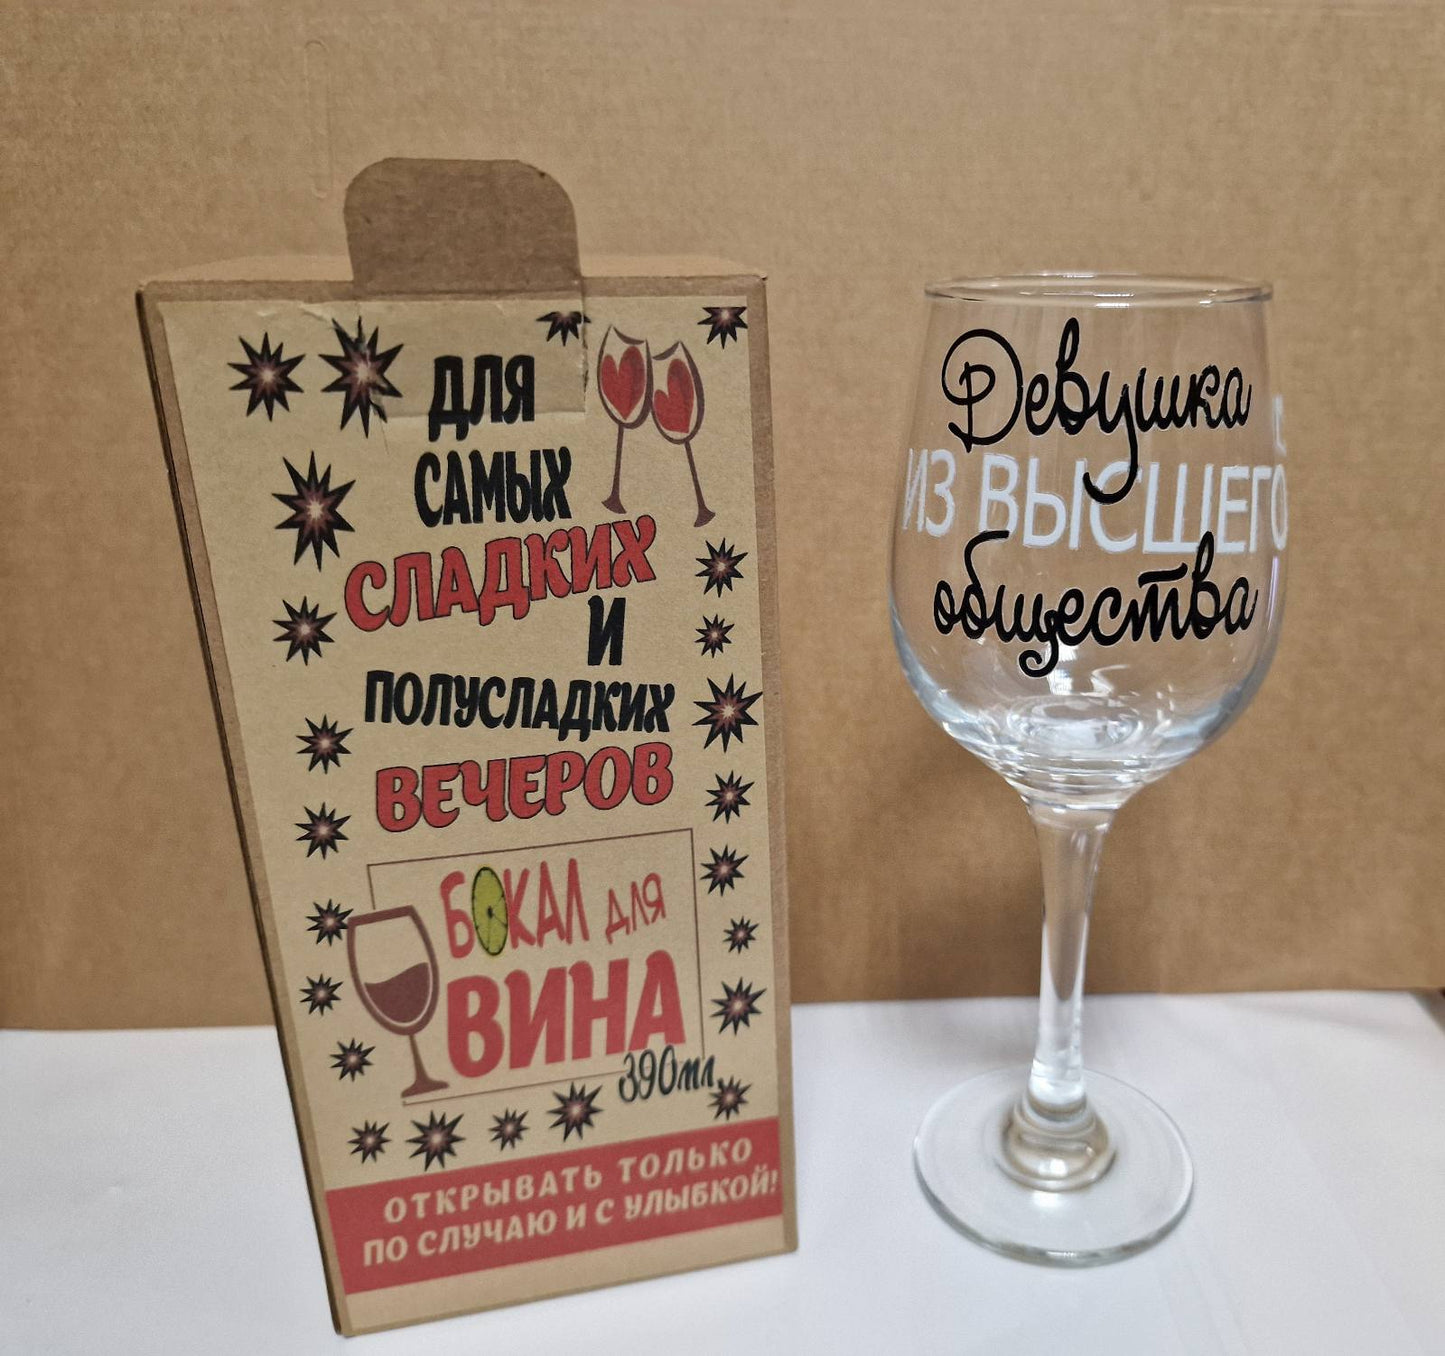 ДЛЯ
САМЫХ
СЛАДКИХ
И
ПОЛУСЛАДКИХ
ВЕЧЕРОВ
БОКАЛ ДЛЯ
ВИНА
390мл.
ОТКРЫВАТЬ ТОЛЬКО
ПО СЛУЧАЮ И С УЛЫБКОЙ!
Девушка
ИЗ ВЫСШЕГО
общества